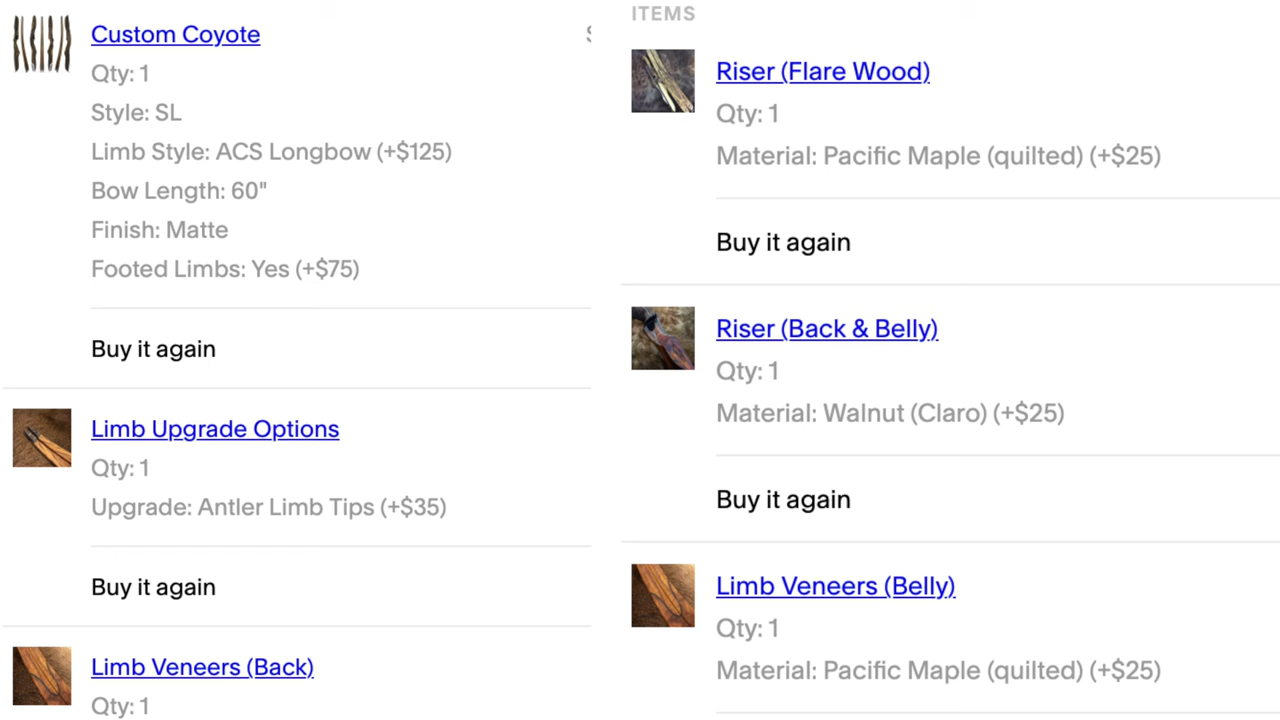 Custom Coyote
Qty: 1
Style: SL
Limb Style: ACS Longbow (+$125)
Bow Length: 60"
Finish: Matte
Footed Limbs: Yes (+$75)
Buy it again
Limb Upgrade Options
Qty: 1
Upgrade: Antler Limb Tips (+$35)
Buy it again
Limb Veneers (Back)
Qty: 1
ITEMS
Riser (Flare Wood)
Qty: 1
Material: Pacific Maple (quilted) (+$25)
Buy it again
Riser (Back & Belly)
Qty: 1
Material: Walnut (Claro) (+$25)
Buy it again
Limb Veneers (Belly)
Qty: 1
Material: Pacific Maple (quilted) (+$25)